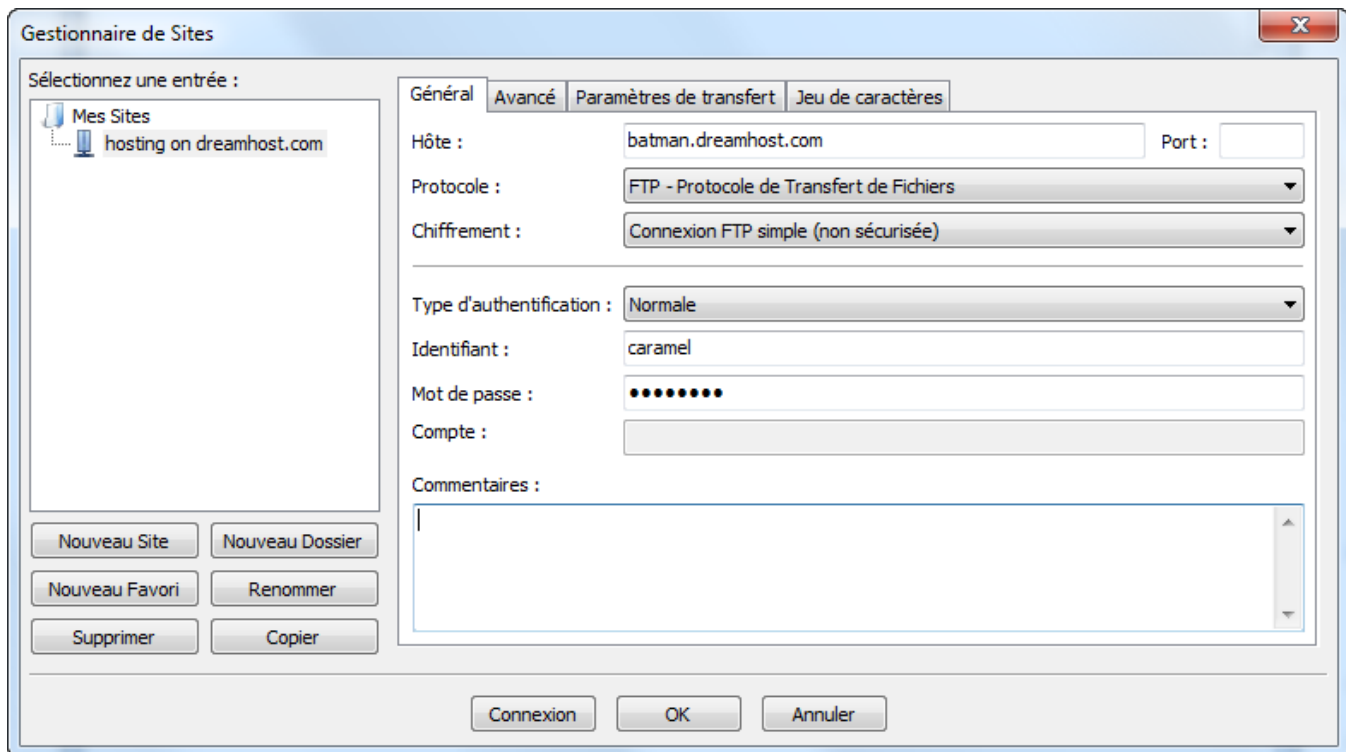 Gestionnaire de Sites
Sélectionnez une entrée :
Mes Sites
hosting on dreamhost.com
Nouveau Site Nouveau Dossier
Nouveau Favori Renommer
Supprimer Copier
Général Avancé Paramètres de transfert Jeu de caractères
Hôte : batman.dreamhost.com Port :
Protocole : FTP - Protocole de Transfert de Fichiers
Chiffrement : Connexion FTP simple (non sécurisée)
Type d'authentification : Normale
Identifiant : caramel
Mot de passe : ••••••••
Compte :
Commentaires :
Connexion OK Annuler